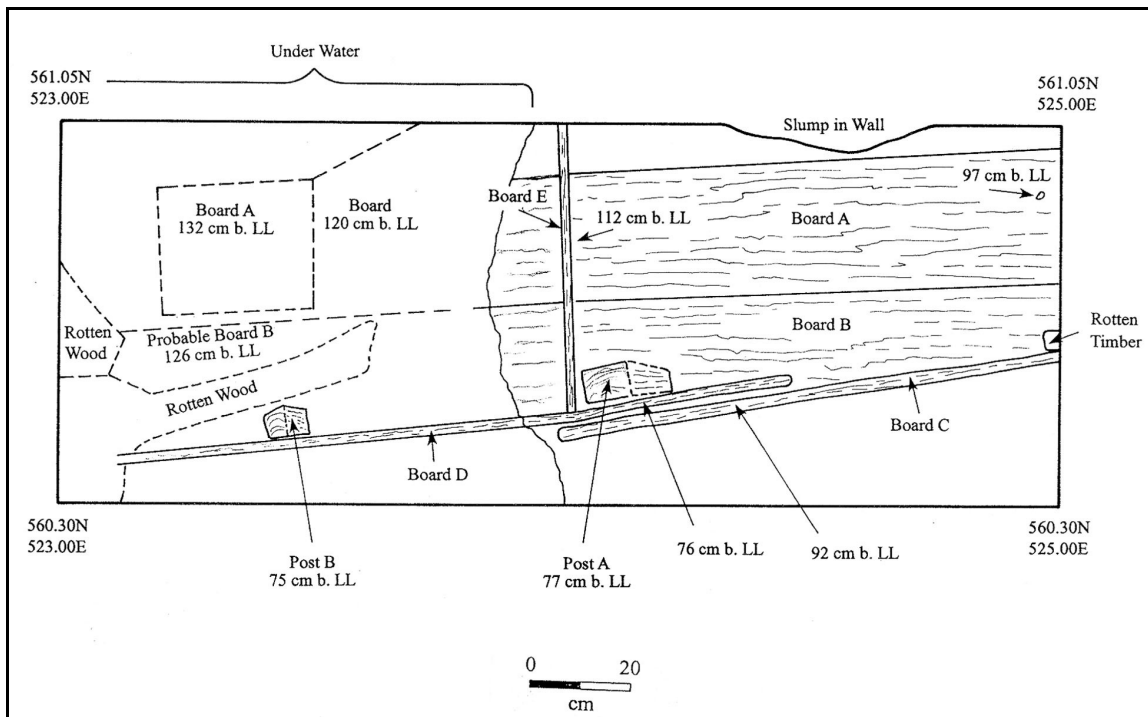 Under Water
561.05N
523.00E
561.05N
525.00E
Slump in Wall
Board A
132 cm b. LL
Board
120 cm b. LL
Board E
112 cm b. LL
97 cm b. LL
Board A
Rotten
Wood
Probable Board B
126 cm b. LL
Board B
Rotten
Timber
Rotten Wood
Board C
Board D
560.30N
523.00E
560.30N
525.00E
Post B
75 cm b. LL
Post A
77 cm b. LL
76 cm b. LL
92 cm b. LL
0 20
cm